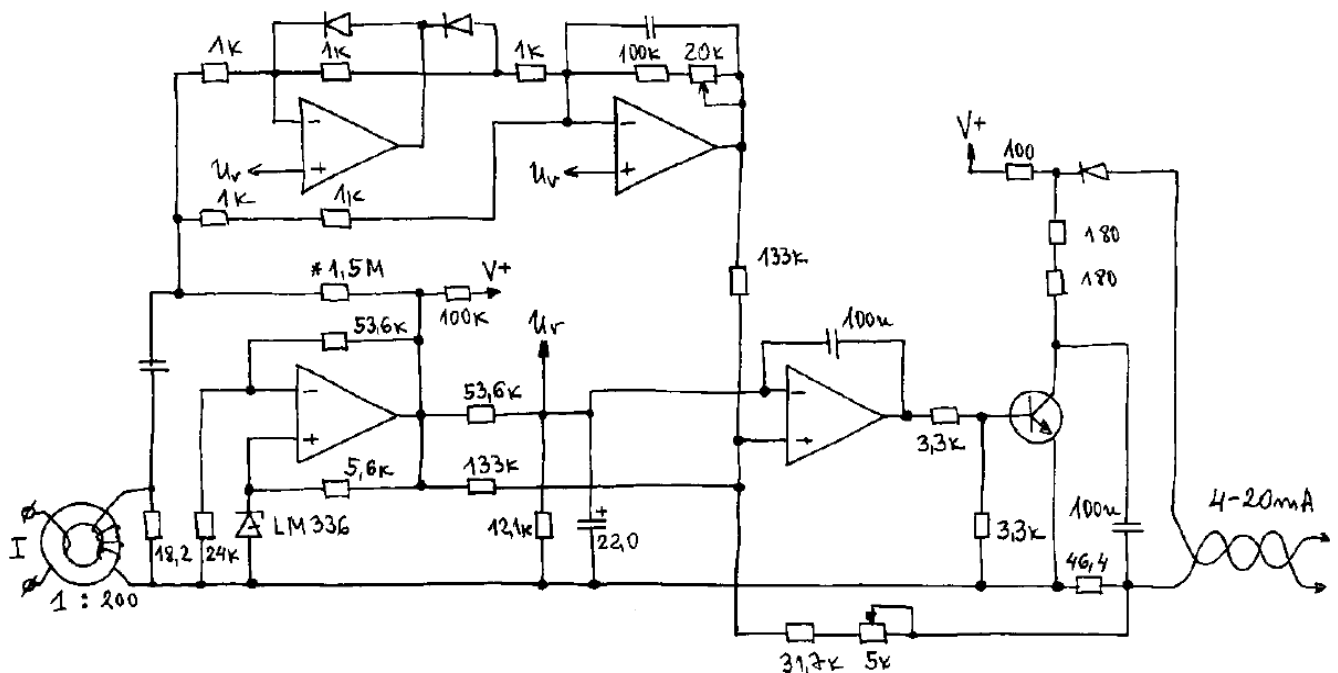 1k
1k
1k
100k
20k
-
+
Ur
-
+
Ur
V+
100
1k
1k
180
180
*1,5M
V+
100k
133k
53,6k
Ur
100n
-
+
53,6k
-
+
3,3k
5,6k
133k
LM336
4-20mA
I
18,2
24k
12,1k
+
22,0
3,3k
100n
46,4
1 : 200
31,7k
5k